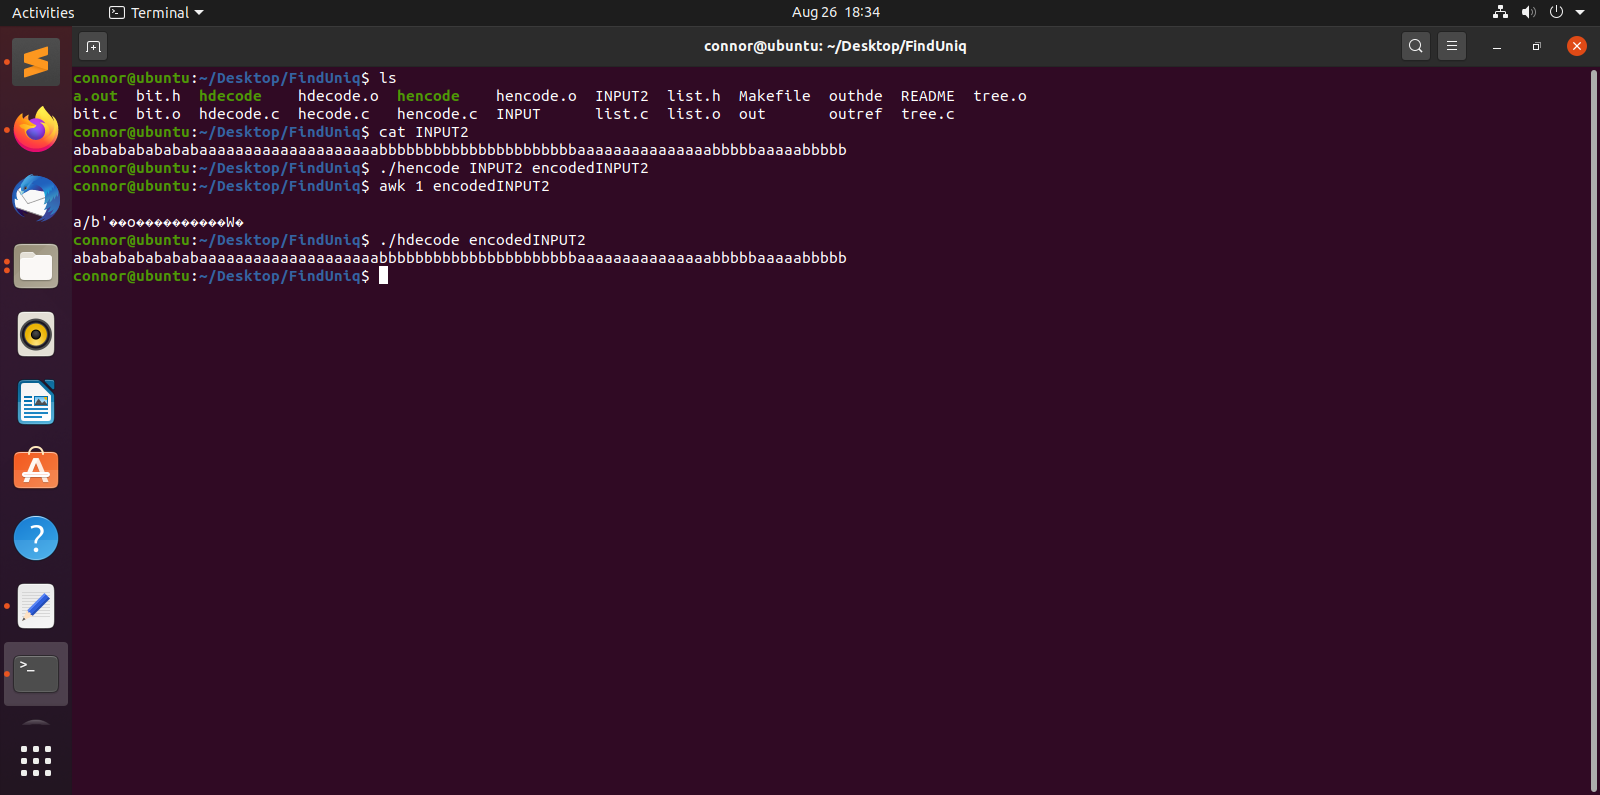 Activities Terminal Aug 26 18:34
connor@ubuntu: ~/Desktop/FindUniq
connor@ubuntu:~/Desktop/FindUniq$ ls
a.out bit.h hdecode hdecode.o hencode hencode.o INPUT2 list.h Makefile outhde README tree.o
bit.c bit.o hdecode.c hecode.c hencode.c INPUT list.c list.o out outref tree.c
connor@ubuntu:~/Desktop/FindUniq$ cat INPUT2
abababababababaaaaaaaaaaaaaaaaaaaabbbbbbbbbbbbbbbbbbbbbbaaaaaaaaaaaaaaabbbbbaaaaabbbbb
connor@ubuntu:~/Desktop/FindUniq$ ./hencode INPUT2 encodedINPUT2
connor@ubuntu:~/Desktop/FindUniq$ awk 1 encodedINPUT2
a/b'��o����������W�
connor@ubuntu:~/Desktop/FindUniq$ ./hdecode encodedINPUT2
abababababababaaaaaaaaaaaaaaaaaaaabbbbbbbbbbbbbbbbbbbbbbaaaaaaaaaaaaaaabbbbbaaaaabbbbb
connor@ubuntu:~/Desktop/FindUniq$